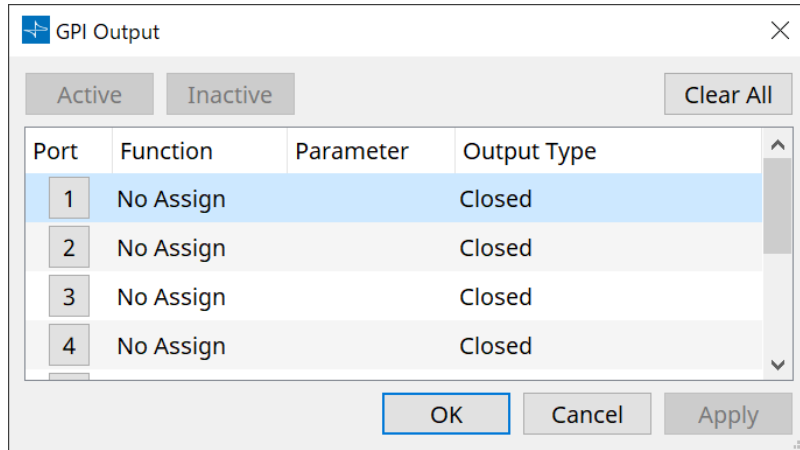 GPI Output
Active Inactive Clear All
Port Function Parameter Output Type
1 No Assign Closed
2 No Assign Closed
3 No Assign Closed
4 No Assign Closed
OK Cancel Apply